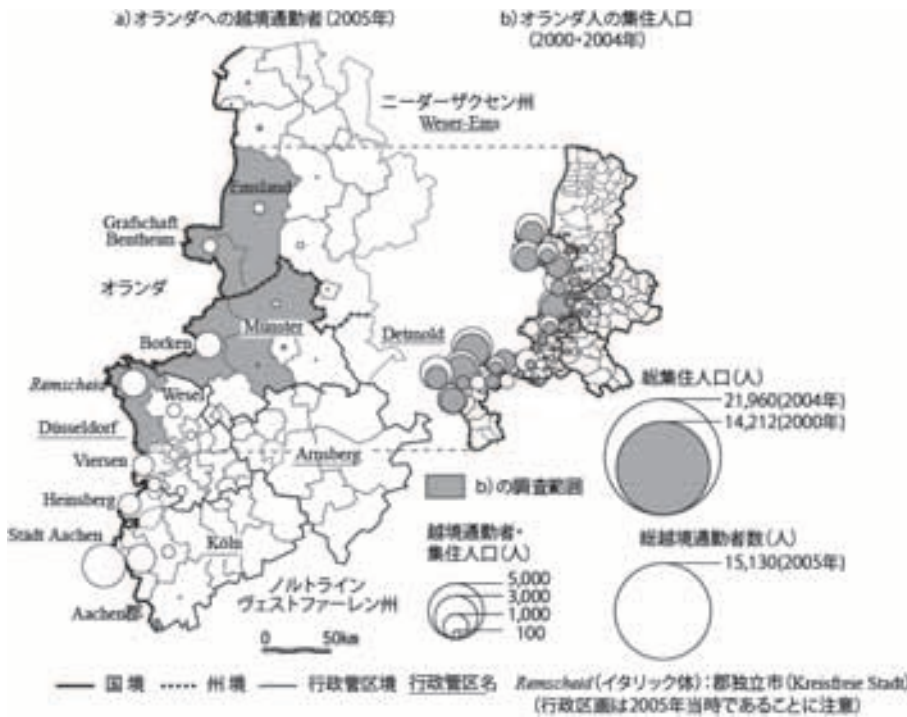 a)オランダへの越境通勤者(2005年)
b)オランダ人の集住人口
(2000・2004年)
ニーダーザクセン州
Weser-Ems
Emsland
Grafschaft
Bentheim
オランダ
Münster
Borken
Detmold
Remscheid
Wesel
Düsseldorf
Viersen
Arnsberg
Heinsberg
Stadt Aachen
Köln
Aachen郡
ノルトライン
ヴェストファーレン州
0 50km
b)の調査範囲
越境通勤者・
集住人口(人)
5,000
3,000
1,000
100
総集住人口(人)
21,960(2004年)
14,212(2000年)
総越境通勤者数(人)
15,130(2005年)
国境 州境 行政管区境 行政管区名 Remscheid(イタリック体):郡独立市(Kreisfreie Stadt)
(行政区画は2005年当時であることに注意)